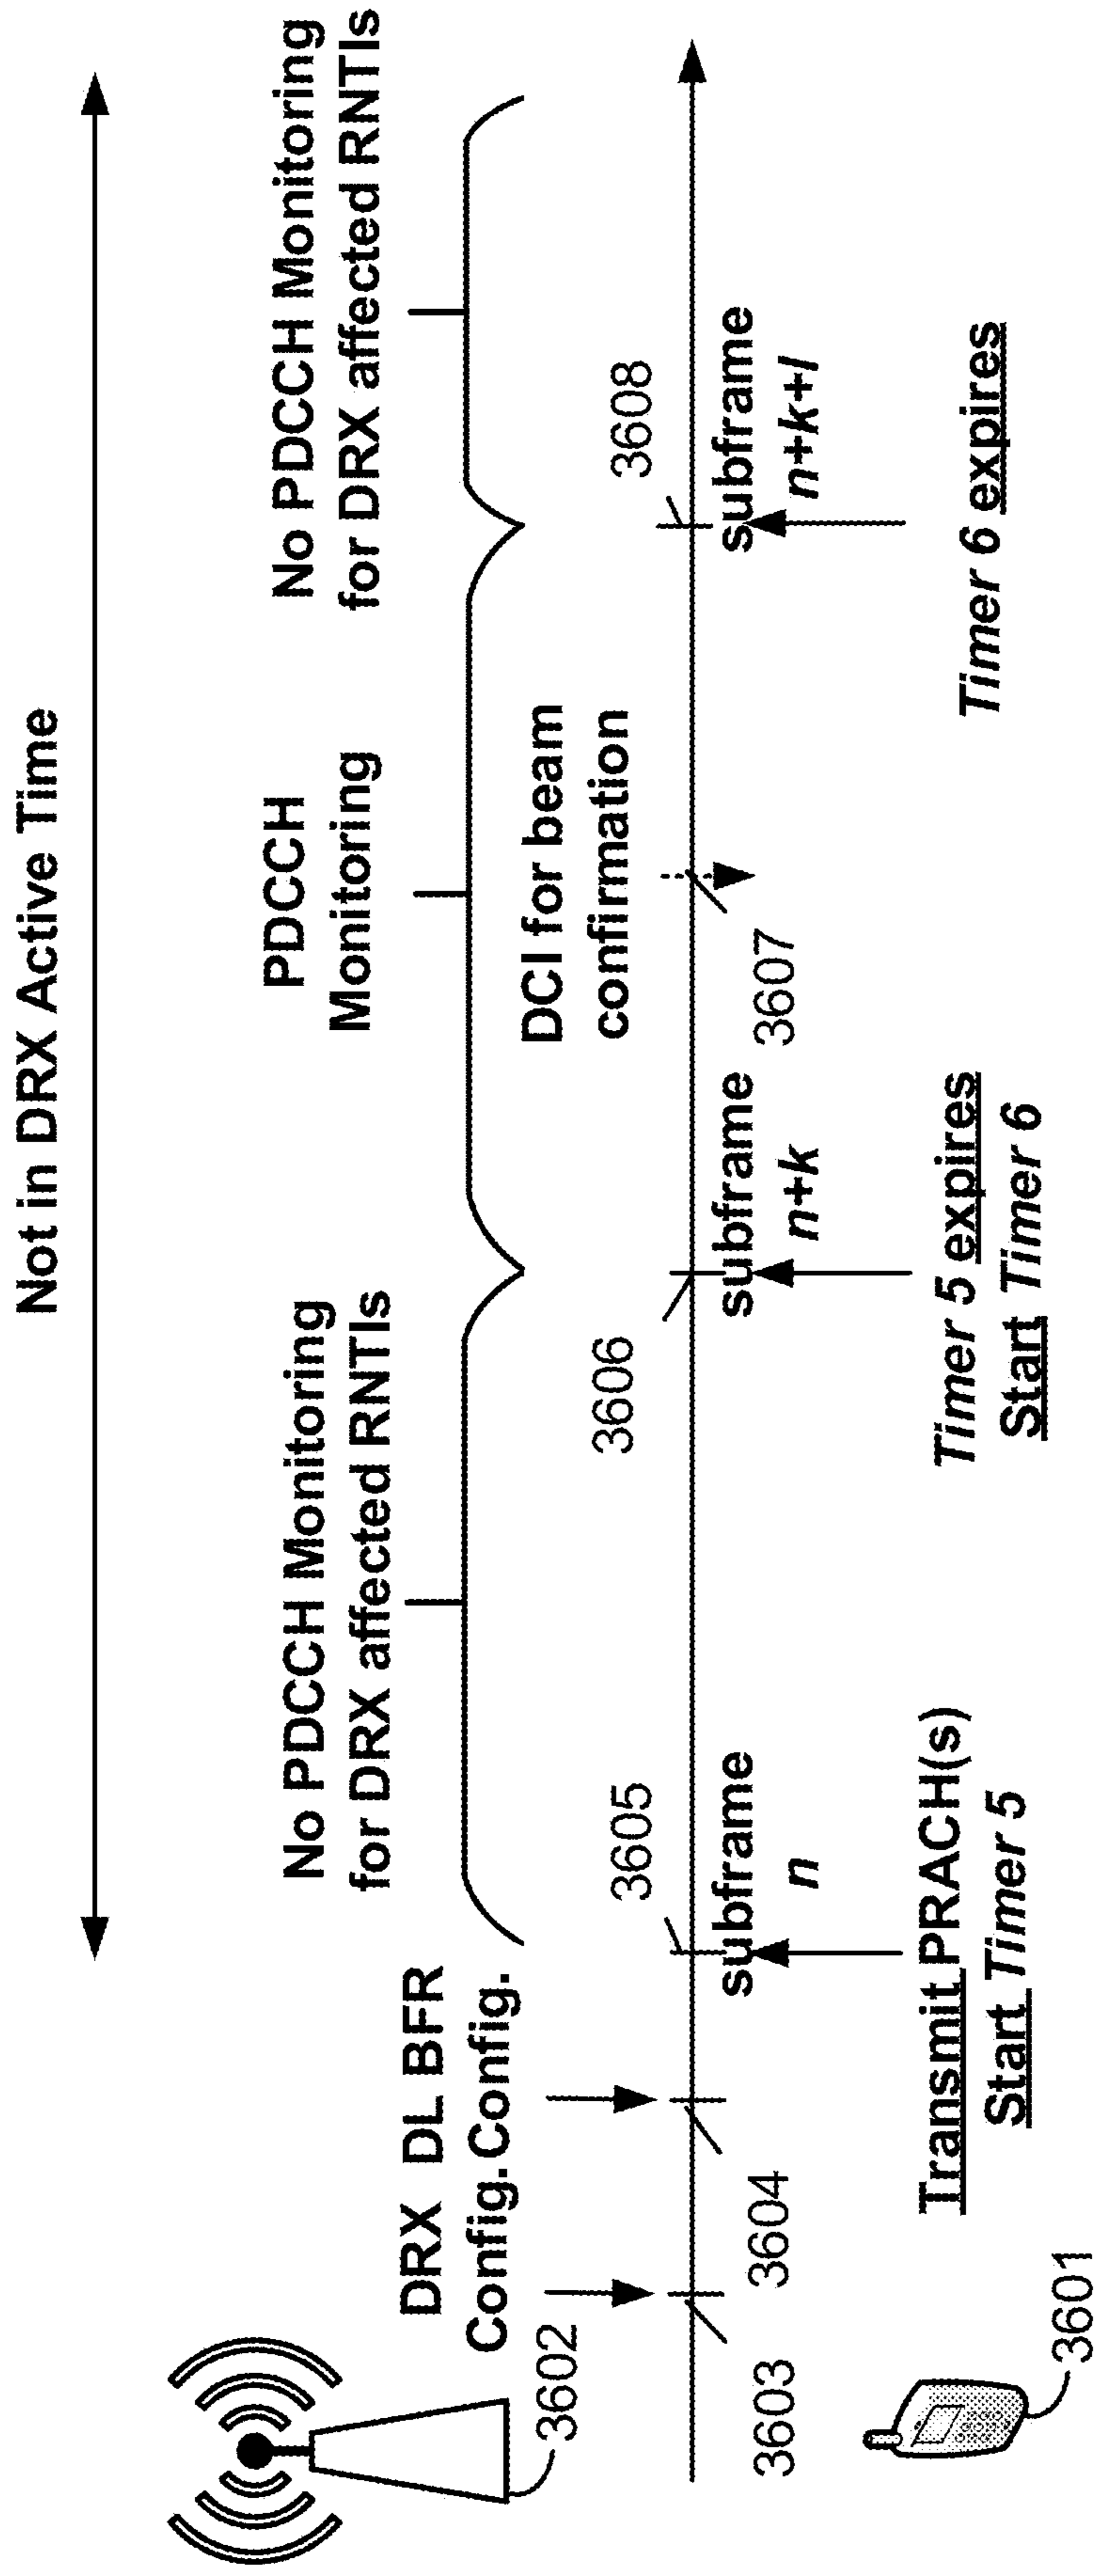 Not in DRX Active Time
No PDCCH Monitoring
for DRX affected RNTIs
PDCCH
Monitoring
No PDCCH Monitoring
for DRX affected RNTIs
DRX DL BFR
Config. Config.
DCI for beam
confirmation
3602
3605
3606
3608
3603
3604
subframe
n
subframe
n+k
3607
subframe
n+k+l
3601
Transmit PRACH(s)
Start Timer 5
Timer 5 expires
Start Timer 6
Timer 6 expires